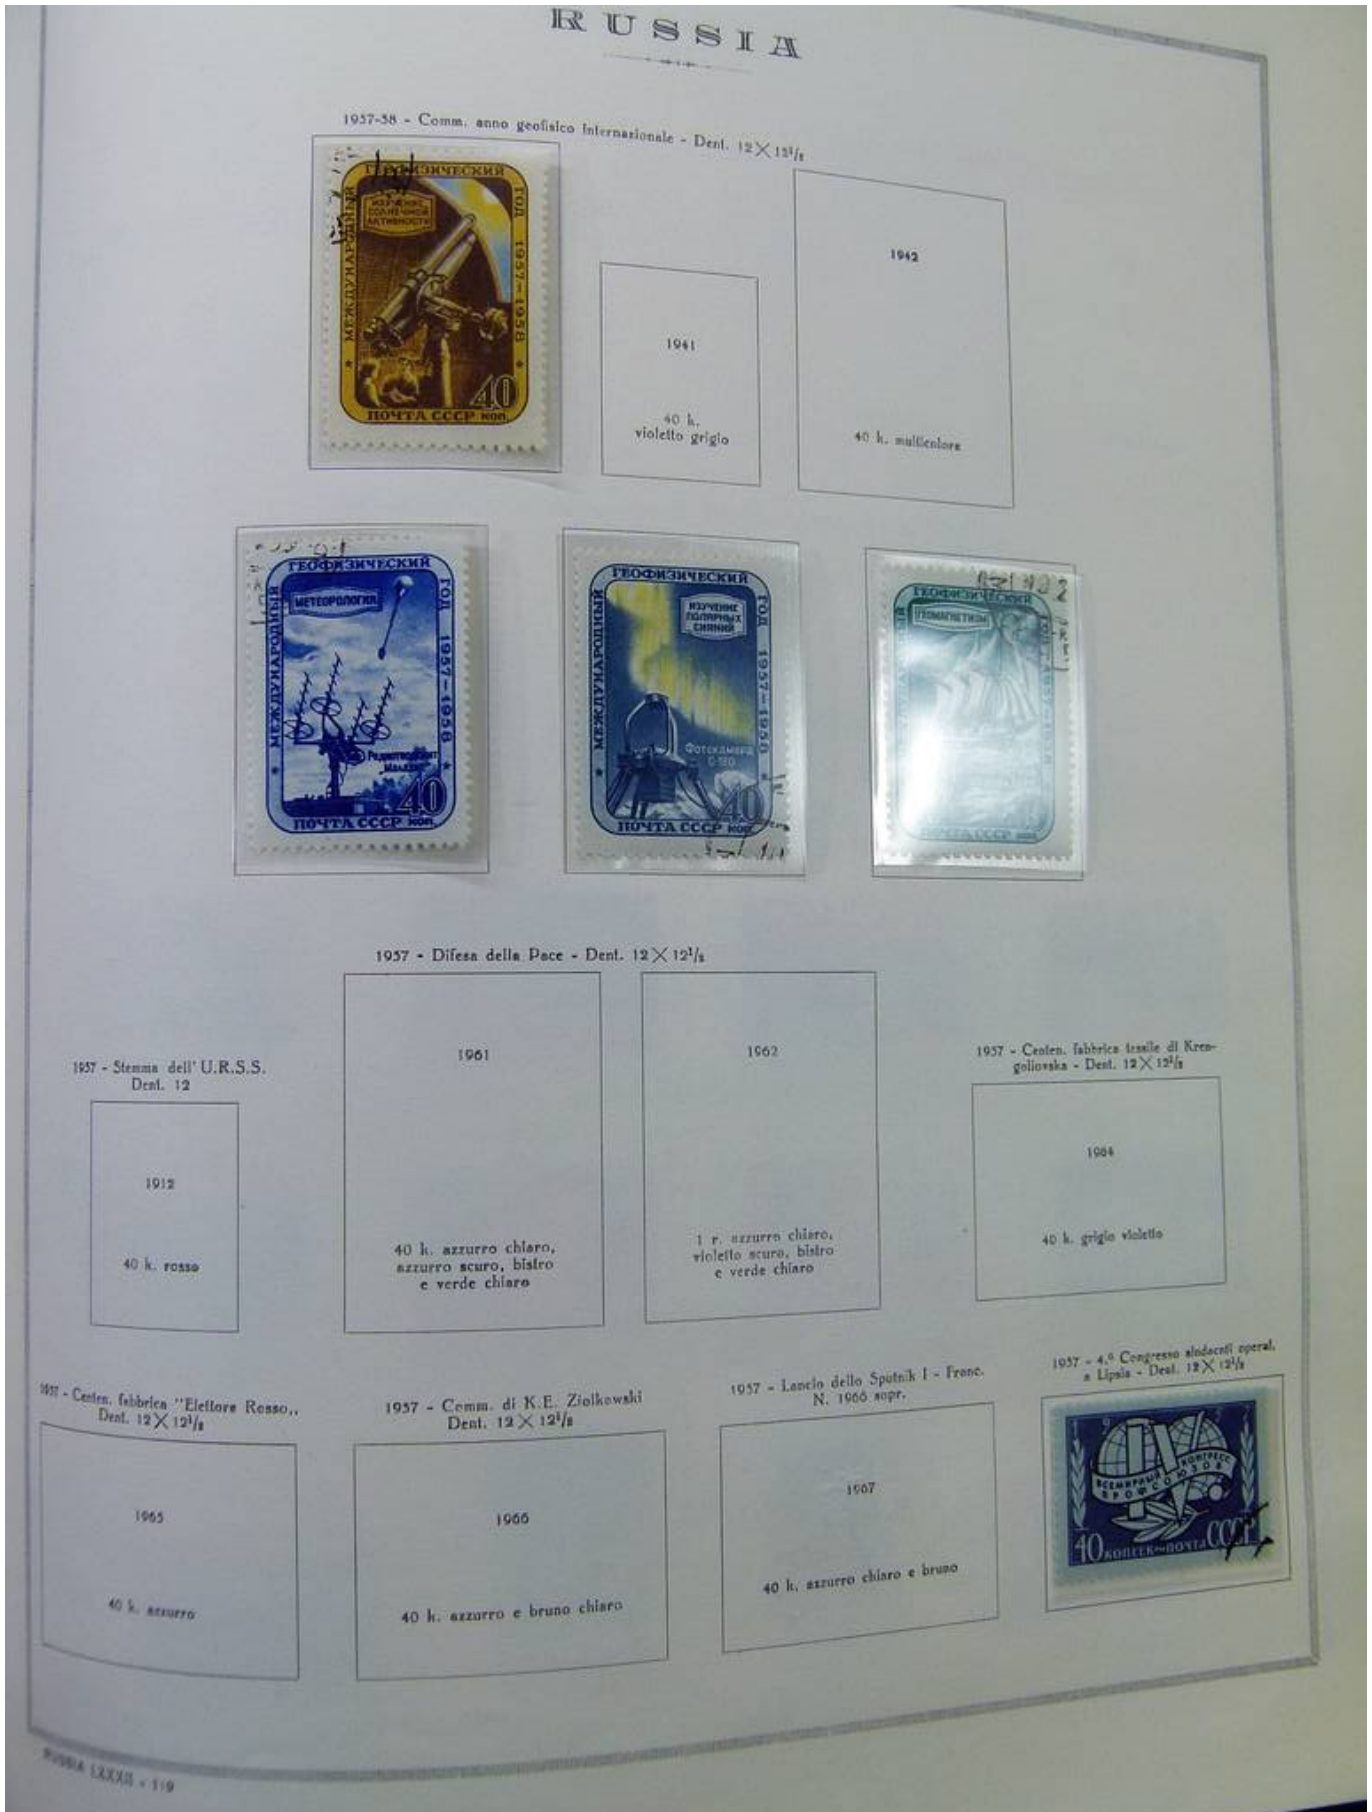 RUSSIA
1957-58 - Comm. anno geofisico Internazionale - Dent. 12 X 12½
МЕЖДУНАРОДНЫЙ ГЕОФИЗИЧЕСКИЙ ГОД 1957-1958
ИЗУЧЕНИЕ
СОЛНЕЧНОЙ
АКТИВНОСТИ
40
ПОЧТА СССР КОП.
1941
40 k.
violetto grigio
1942
40 k. multicolore
МЕЖДУНАРОДНЫЙ ГЕОФИЗИЧЕСКИЙ ГОД 1957-1958
МЕТЕОРОЛОГИЯ
Радиотеодолит
"Малахит"
40
ПОЧТА СССР КОП.
МЕЖДУНАРОДНЫЙ ГЕОФИЗИЧЕСКИЙ ГОД 1957-1958
ИЗУЧЕНИЕ
ПОЛЯРНЫХ
СИЯНИЙ
Фотокамера
С-180
40
ПОЧТА СССР КОП.
ГЕОФИЗИЧЕСКИЙ
ГЕОМАГНЕТИЗМ
ПОЧТА СССР
1957 - Difesa della Pace - Dent. 12 X 12½
1957 - Stemma dell' U.R.S.S.
Dent. 12
1912
40 k. rosso
1961
40 k. azzurro chiaro,
azzurro scuro, bistro
e verde chiaro
1962
1 r. azzurro chiaro,
violetto scuro, bistro
e verde chiaro
1957 - Centen. fabbrica tessile di Kren-
goliovska - Dent. 12 X 12½
1964
40 k. grigio violetto
1957 - Centen. fabbrica "Elettore Rosso,,
Dent. 12 X 12½
1965
40 k. azzurro
1957 - Comm. di K.E. Ziolkowski
Dent. 12 X 12½
1966
40 k. azzurro e bruno chiaro
1957 - Lancio dello Sputnik I - Franc.
N. 1966 sopr.
1967
40 k. azzurro chiaro e bruno
1957 - 4.º Congresso sindacati operai.
a Lipsia - Dent. 12 X 12½
IV
ВСЕМИРНЫЙ КОНГРЕСС
ПРОФСОЮЗОВ
40 КОПЕЕК-ПОЧТА СССР
RUSSIA LXXXII - 119